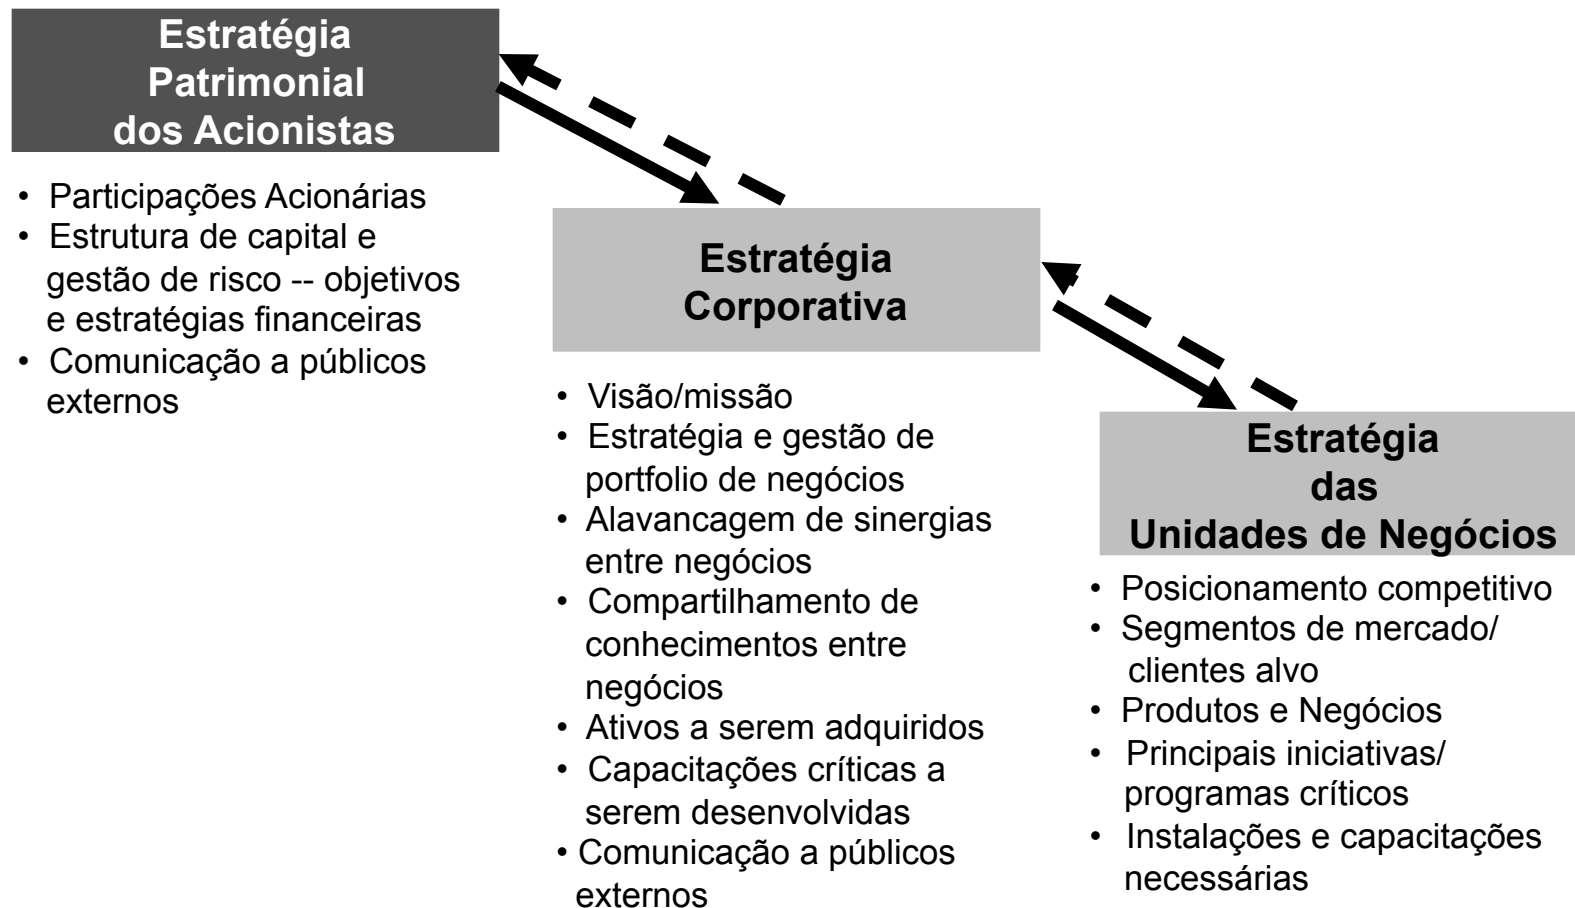 Estratégia
Patrimonial
dos Acionistas
• Participações Acionárias
• Estrutura de capital e
gestão de risco -- objetivos
e estratégias financeiras
• Comunicação a públicos
externos
Estratégia
Corporativa
• Visão/missão
• Estratégia e gestão de
portfolio de negócios
• Alavancagem de sinergias
entre negócios
• Compartilhamento de
conhecimentos entre
negócios
• Ativos a serem adquiridos
• Capacitações críticas a
serem desenvolvidas
• Comunicação a públicos
externos
Estratégia
das
Unidades de Negócios
• Posicionamento competitivo
• Segmentos de mercado/
clientes alvo
• Produtos e Negócios
• Principais iniciativas/
programas críticos
• Instalações e capacitações
necessárias